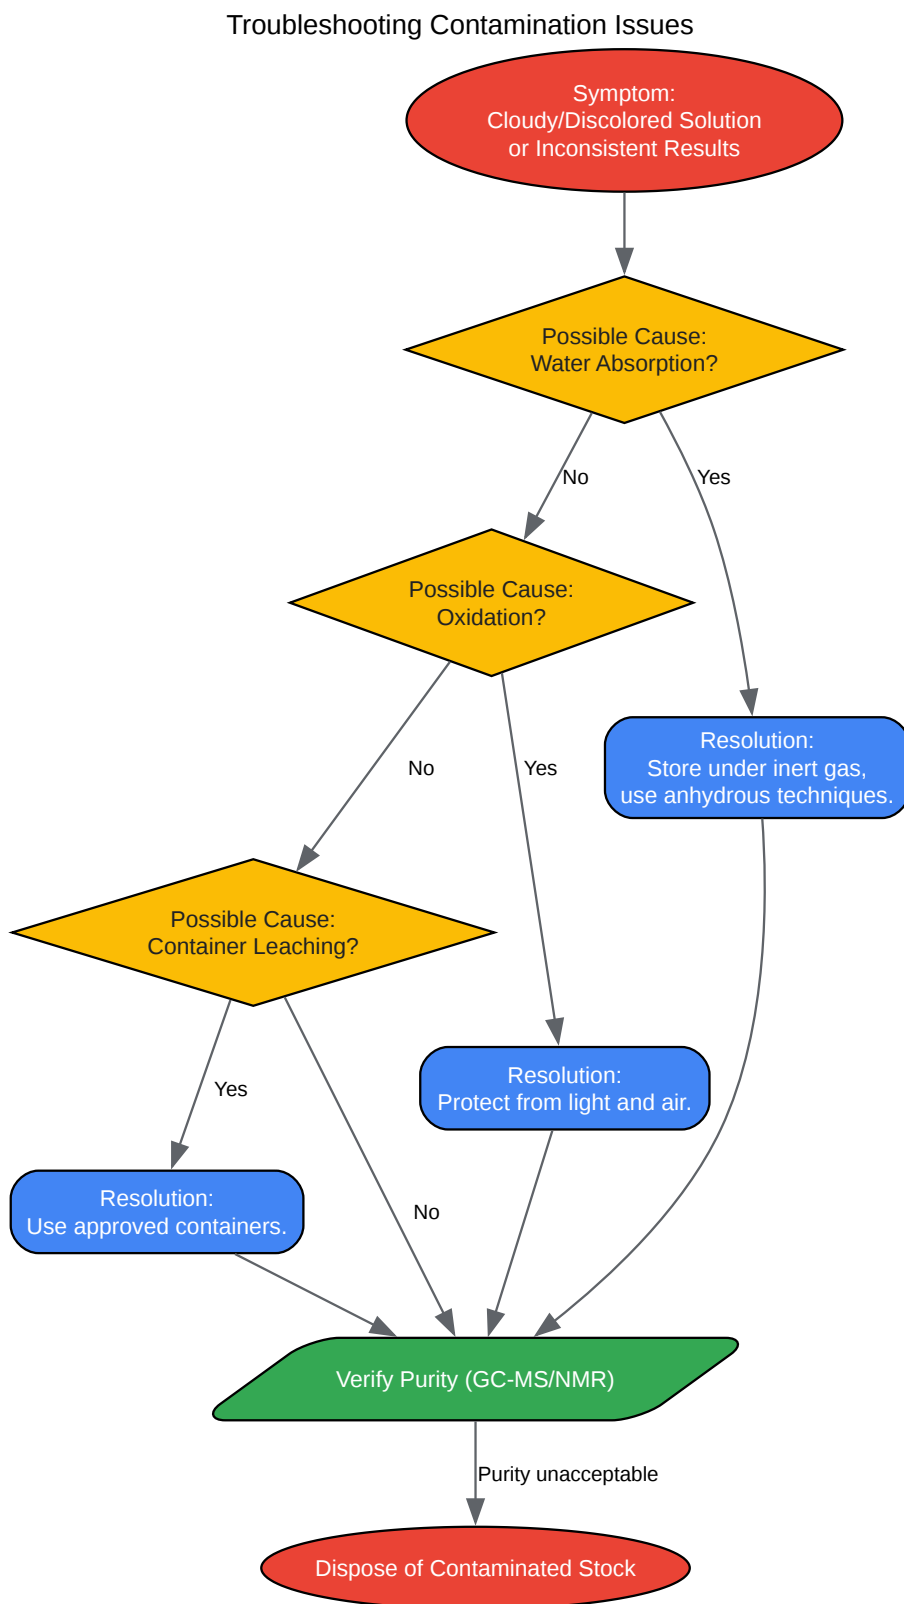 Troubleshooting Contamination Issues
Symptom:
Cloudy/Discolored Solution
or Inconsistent Results
Possible Cause:
Water Absorption?
No
Yes
Possible Cause:
Oxidation?
Resolution:
Store under inert gas,
use anhydrous techniques.
No
Yes
Possible Cause:
Container Leaching?
Resolution:
Protect from light and air.
Yes
Resolution:
Use approved containers.
No
Verify Purity (GC-MS/NMR)
Purity unacceptable
Dispose of Contaminated Stock